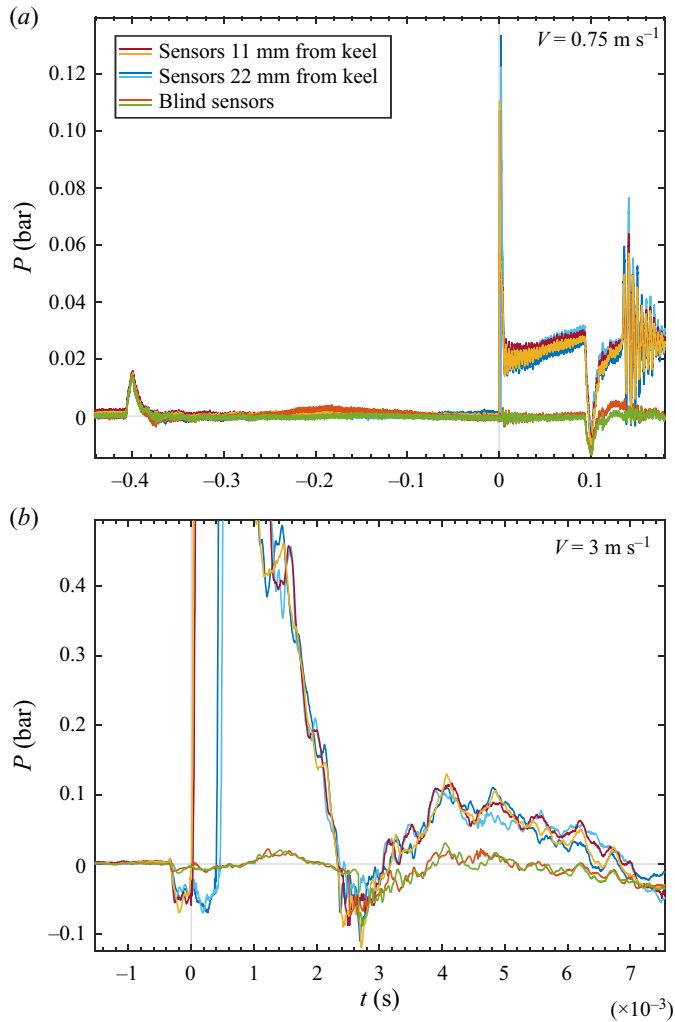 (a)
V = 0.75 m s⁻¹
Sensors 11 mm from keel
Sensors 22 mm from keel
Blind sensors
0.12
0.10
0.08
0.06
0.04
0.02
0
P (bar)
−0.4 −0.3 −0.2 −0.1 0 0.1
(b)
V = 3 m s⁻¹
0.4
0.3
0.2
0.1
0
−0.1
P (bar)
−1 0 1 2 3 4 5 6 7
t (s)
(×10⁻³)